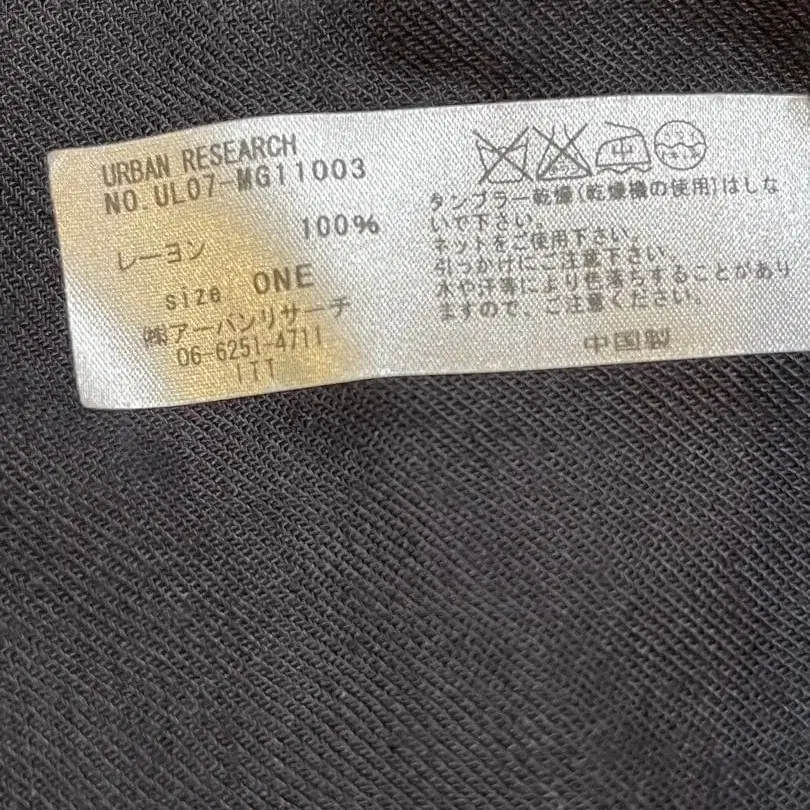 URBAN RESEARCH
NO.UL07-MG11003
レーヨン 100%
size ONE
㈱アーバンリサーチ
06-6251-4711
ITT
中
タンブラー乾燥(乾燥機の使用)はしな
いで下さい。
ネットをご使用下さい。
引っかけにご注意下さい。
水や汗等により色落ちすることがあり
ますので、ご注意ください。
中国製